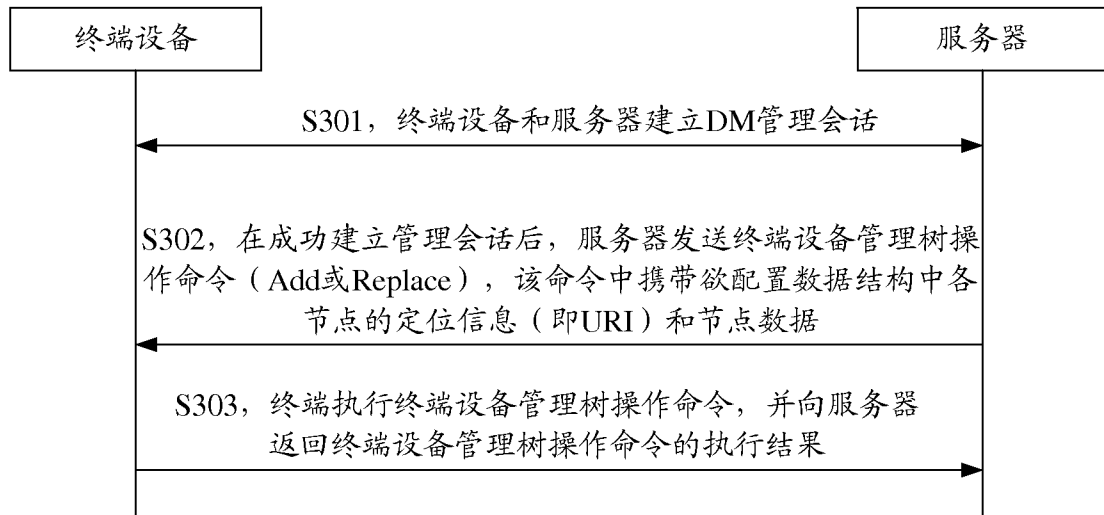 终端设备
服务器
S301，终端设备和服务器建立DM管理会话
S302，在成功建立管理会话后，服务器发送终端设备管理树操
作命令（Add或Replace），该命令中携带欲配置数据结构中各
节点的定位信息（即URI）和节点数据
S303，终端执行终端设备管理树操作命令，并向服务器
返回终端设备管理树操作命令的执行结果